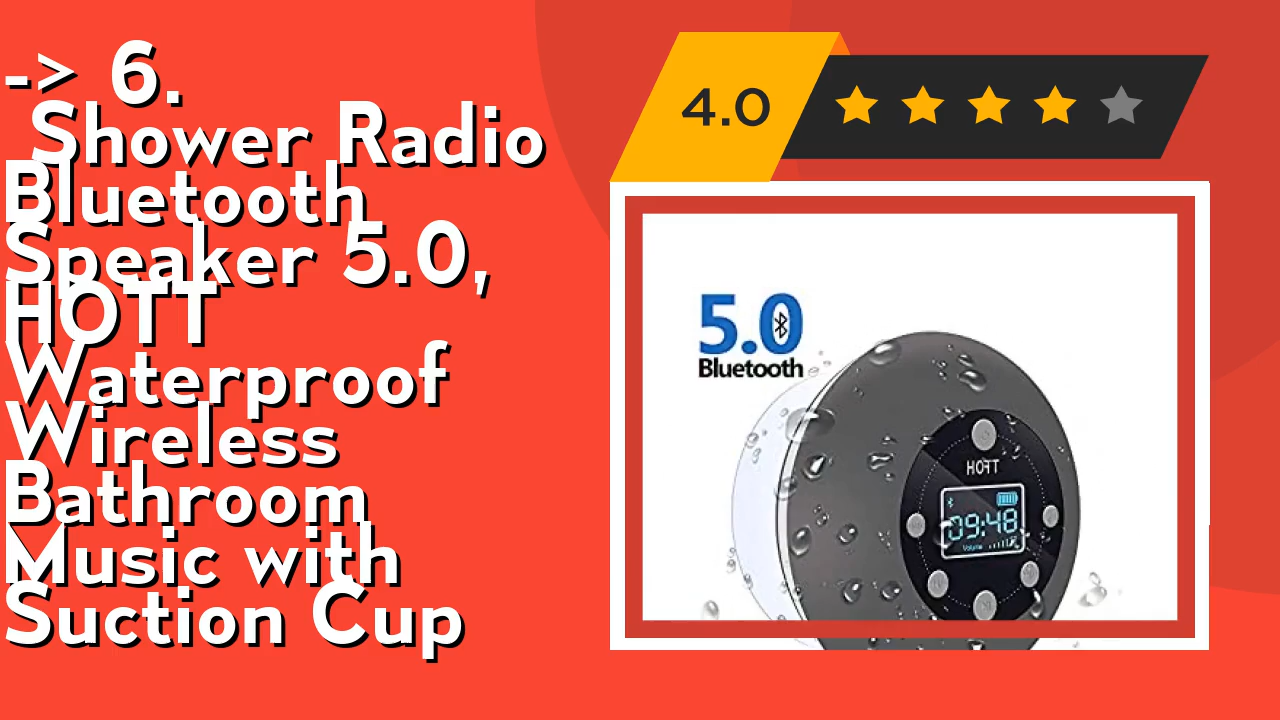 -> 6.
Shower Radio
Bluetooth
Speaker 5.0,
HOTT
Waterproof
Wireless
Bathroom
Music with
Suction Cup
4.0
5.0
Bluetooth
HOTT
09:48
Volume